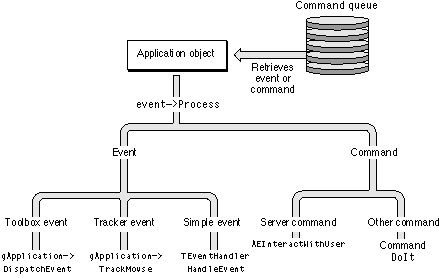 Command queue
Application object
Retrieves
event or
command
event->Process
Event
Command
Toolbox event
Tracker event
Simple event
Server command
Other command
gApplication->
DispatchEvent
gApplication->
TrackMouse
TEventHandler
HandleEvent
AEInteractWithUser
Command
DoIt